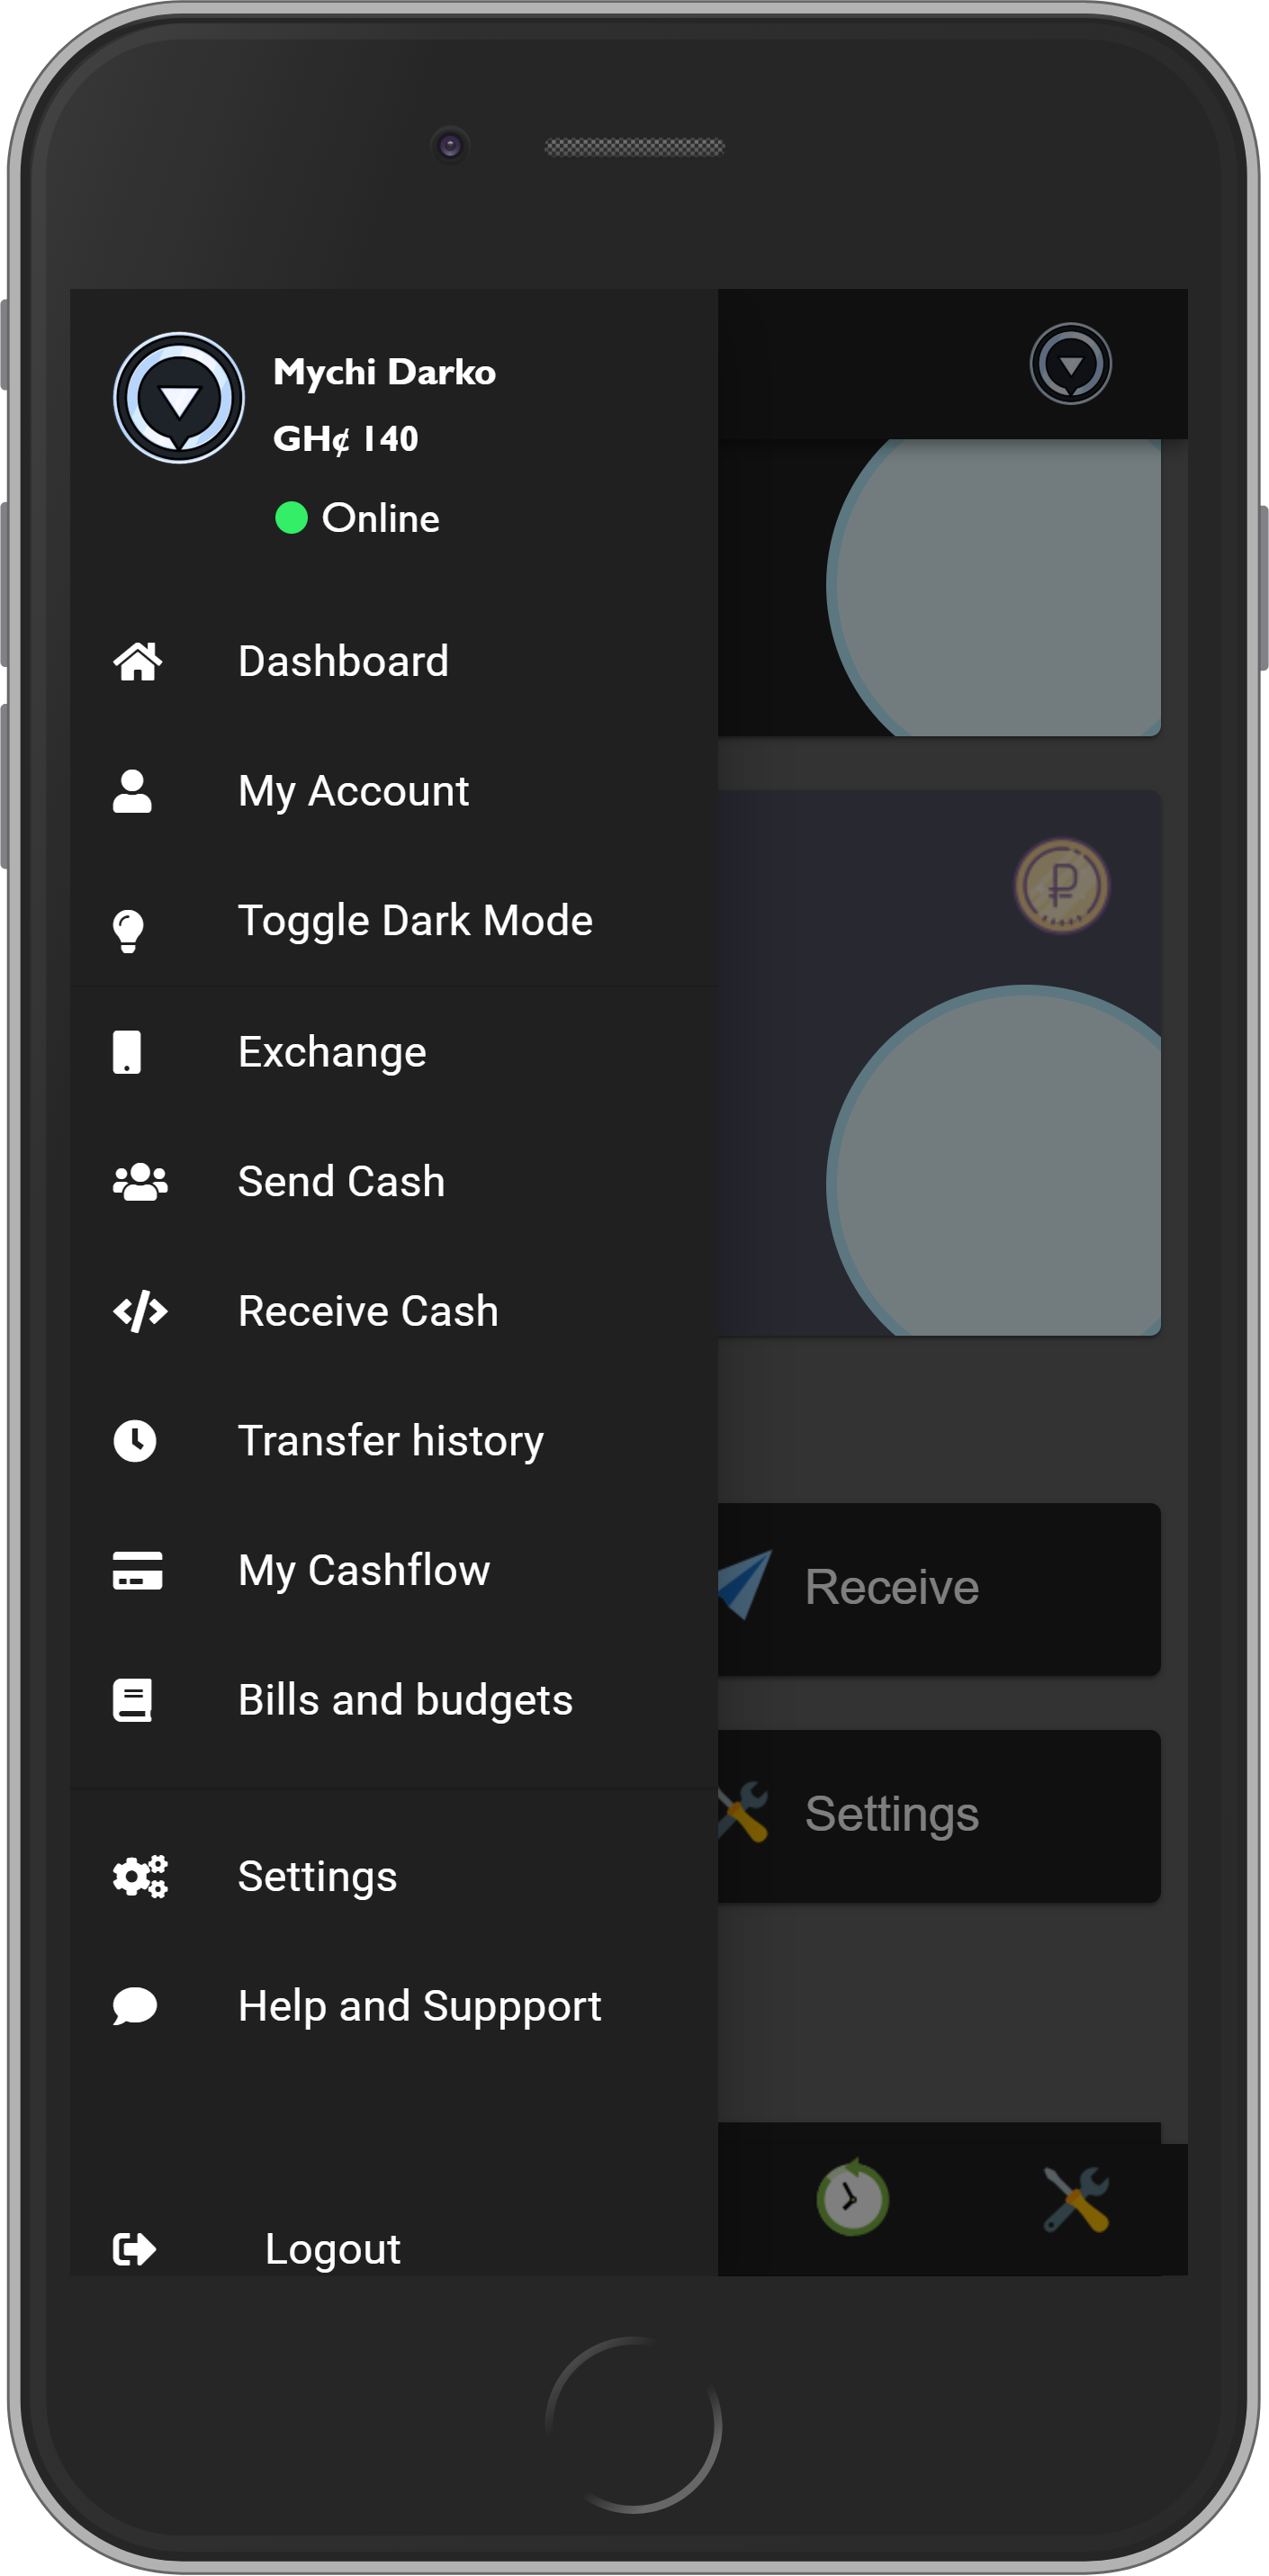 Mychi Darko
GH¢ 140
Online
Dashboard
My Account
Toggle Dark Mode
Exchange
Send Cash
Receive Cash
Transfer history
My Cashflow
Bills and budgets
Settings
Help and Suppport
Logout
Receive
Settings